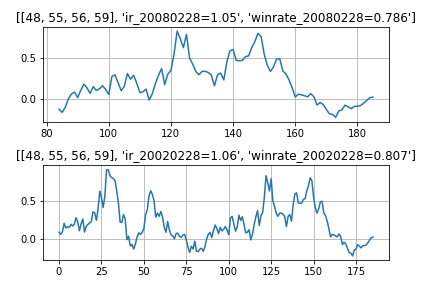 [[48, 55, 56, 59], 'ir_20080228=1.05', 'winrate_20080228=0.786']
0.5
0.0
80 100 120 140 160 180
[[48, 55, 56, 59], 'ir_20020228=1.06', 'winrate_20020228=0.807']
0.5
0.0
0 25 50 75 100 125 150 175